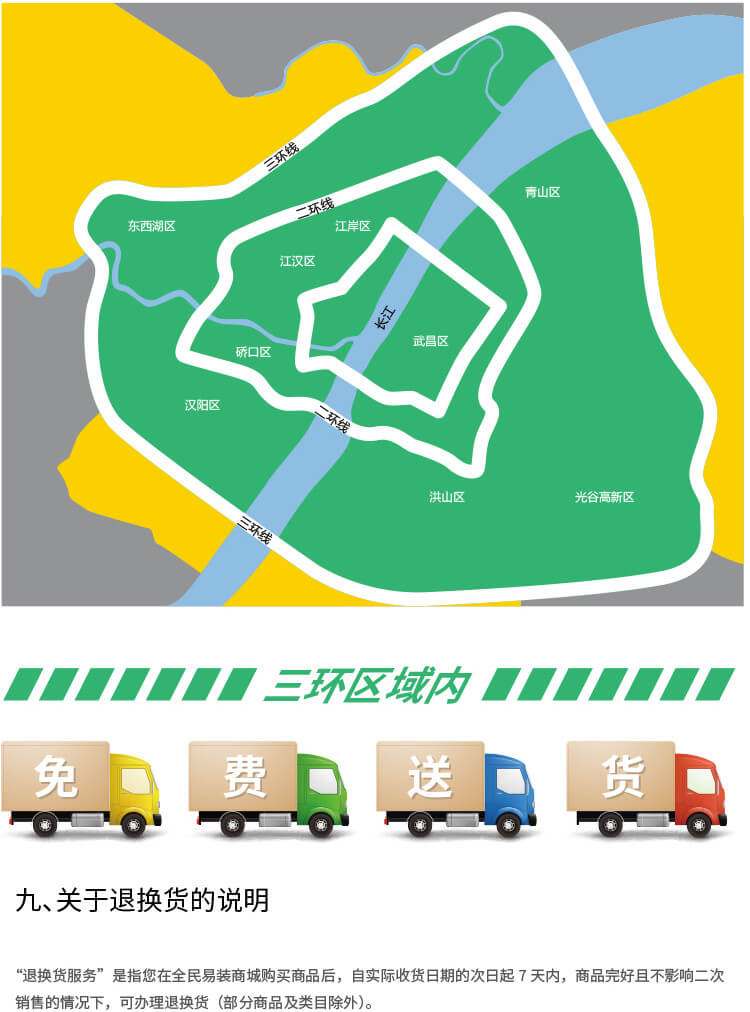 三环线
二环线
青山区
东西湖区
江岸区
江汉区
长江
武昌区
硚口区
汉阳区
二环线
洪山区
光谷高新区
三环线
三环区域内
免 费 送 货
九、关于退换货的说明
“退换货服务”是指您在全民易装商城购买商品后，自实际收货日期的次日起 7 天内，商品完好且不影响二次
销售的情况下，可办理退换货（部分商品及类目除外）。